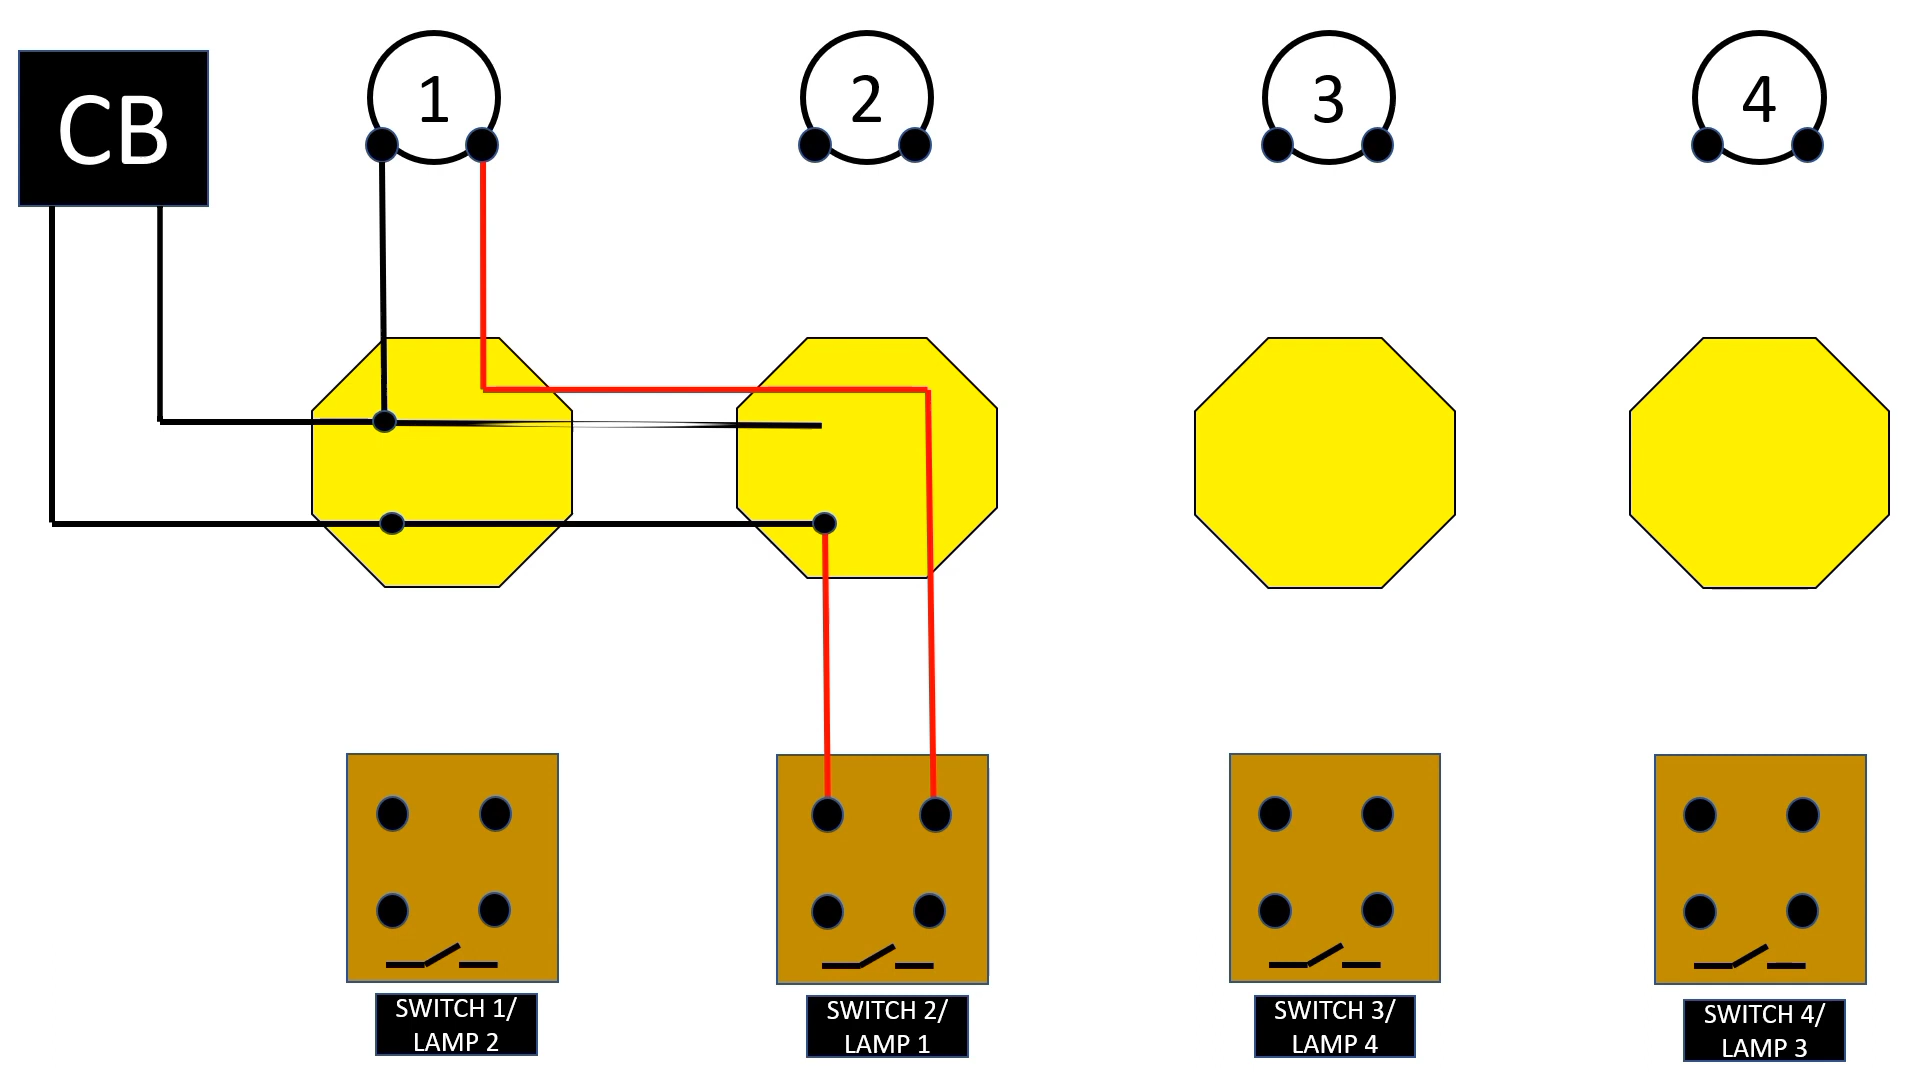 CB
1
2
3
4
SWITCH 1/
LAMP 2
SWITCH 2/
LAMP 1
SWITCH 3/
LAMP 4
SWITCH 4/
LAMP 3